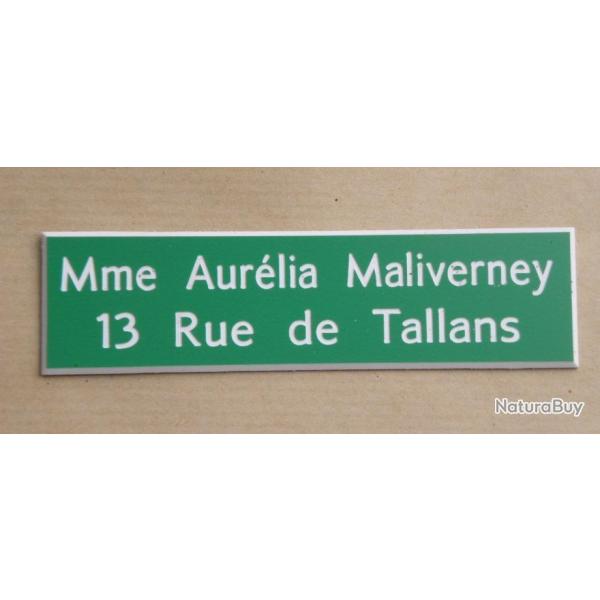 Mme Aurélia Maliverney
13 Rue de Tallans
NaturaBuy